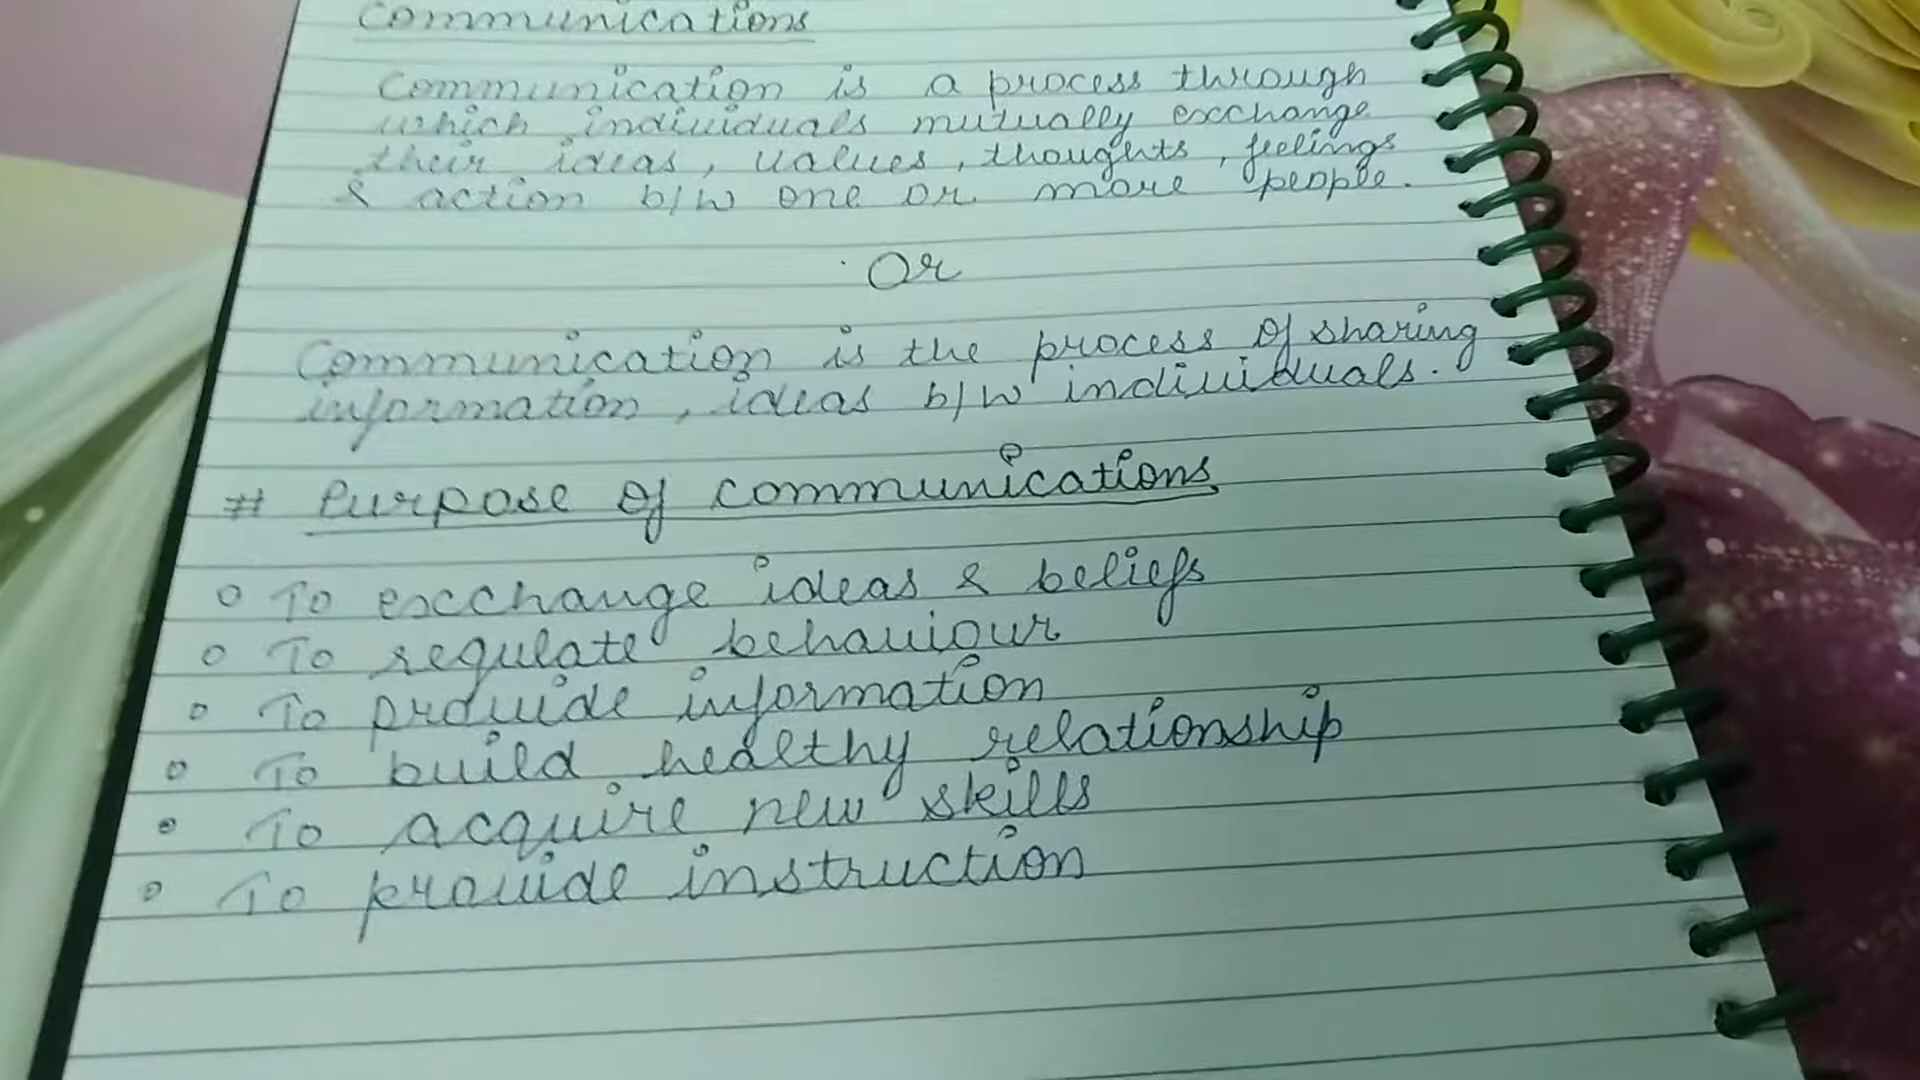 Communications
Communication is a process through
which individuals mutually exchange
their ideas, values, thoughts, feelings
& action b/w one or more people.
Or
Communication is the process of sharing
information, ideas b/w individuals.
# Purpose of communications
o To exchange ideas & beliefs
o To regulate behaviour
o To provide information
o To build healthy relationship
o To acquire new skills
o To provide instruction